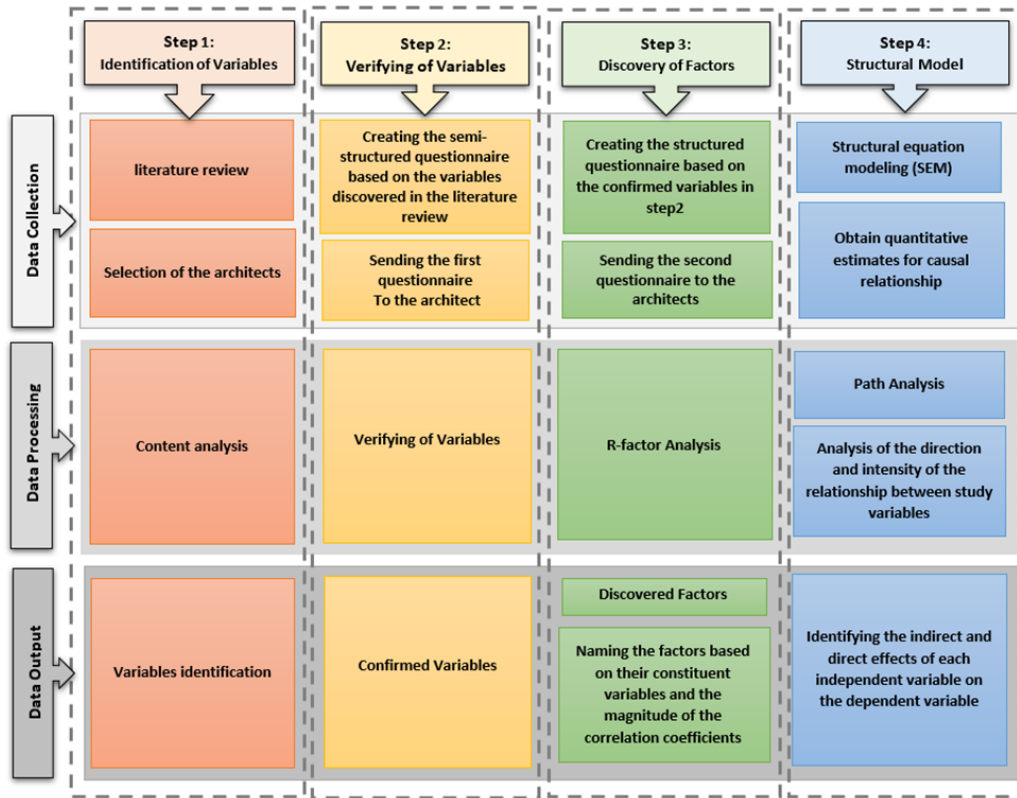 Step 1:
Identification of Variables
Step 2:
Verifying of Variables
Step 3:
Discovery of Factors
Step 4:
Structural Model
Data Collection
literature review
Selection of the architects
Creating the semi-
structured questionnaire
based on the variables
discovered in the literature
review
Sending the first
questionnaire
To the architect
Creating the structured
questionnaire based on
the confirmed variables in
step2
Sending the second
questionnaire to the
architects
Structural equation
modeling (SEM)
Obtain quantitative
estimates for causal
relationship
Data Processing
Content analysis
Verifying of Variables
R-factor Analysis
Path Analysis
Analysis of the direction
and intensity of the
relationship between study
variables
Data Output
Variables identification
Confirmed Variables
Discovered Factors
Naming the factors based
on their constituent
variables and the
magnitude of the
correlation coefficients
Identifying the indirect and
direct effects of each
independent variable on
the dependent variable